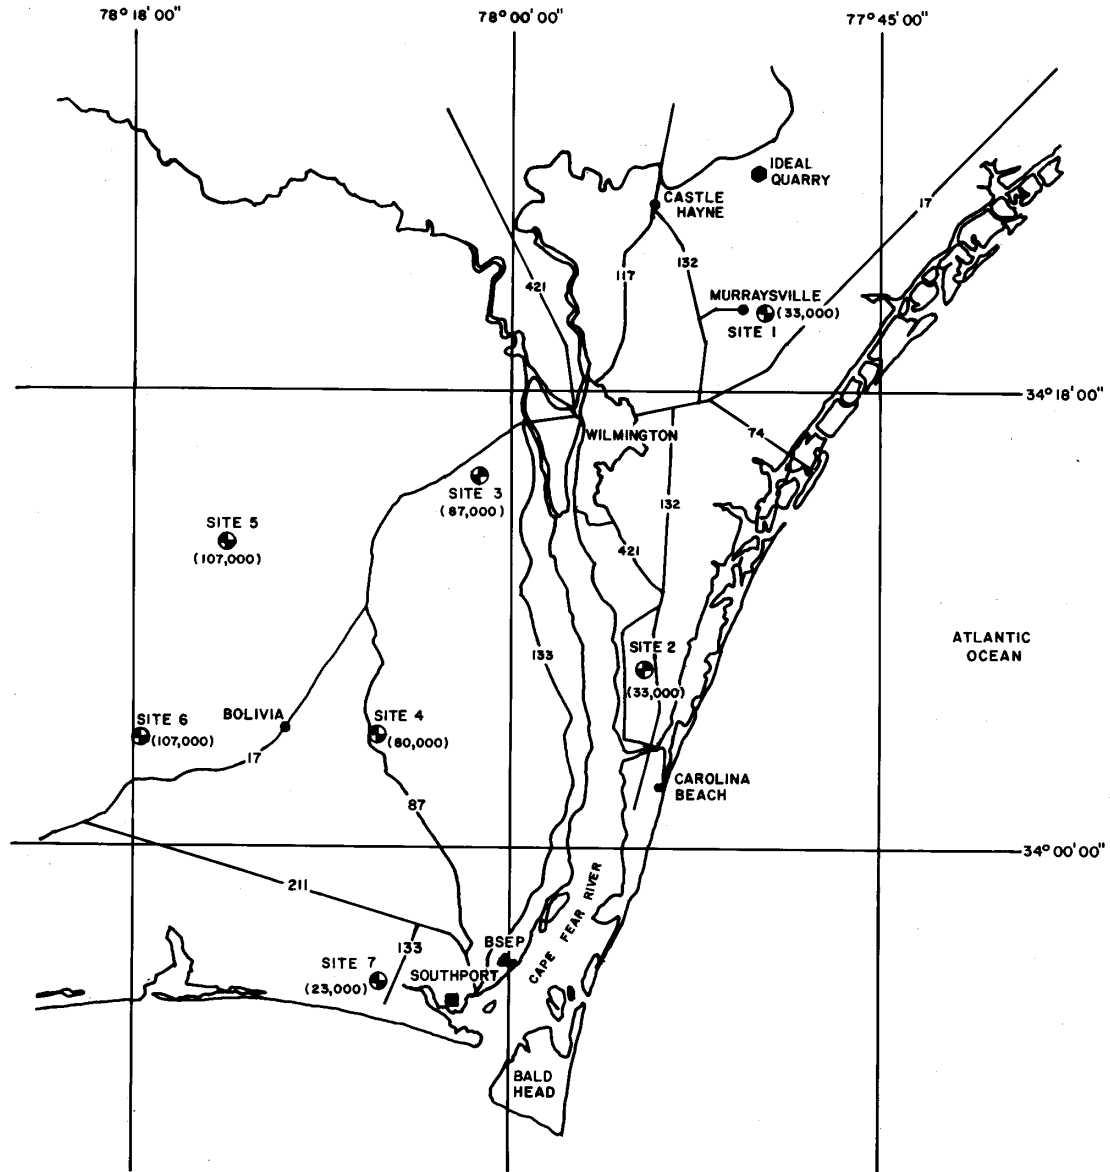 78° 18' 00"
78° 00' 00"
77° 45' 00"
IDEAL
QUARRY
CASTLE
HAYNE
17
132
117
421
MURRAYSVILLE
(33,000)
SITE 1
34° 18' 00"
WILMINGTON
74
SITE 3
(87,000)
132
SITE 5
(107,000)
421
133
SITE 2
(33,000)
ATLANTIC
OCEAN
SITE 6
(107,000)
BOLIVIA
SITE 4
(80,000)
17
CAROLINA
BEACH
87
34° 00' 00"
211
CAPE FEAR RIVER
133
BSEP
SITE 7
(23,000)
SOUTHPORT
BALD
HEAD